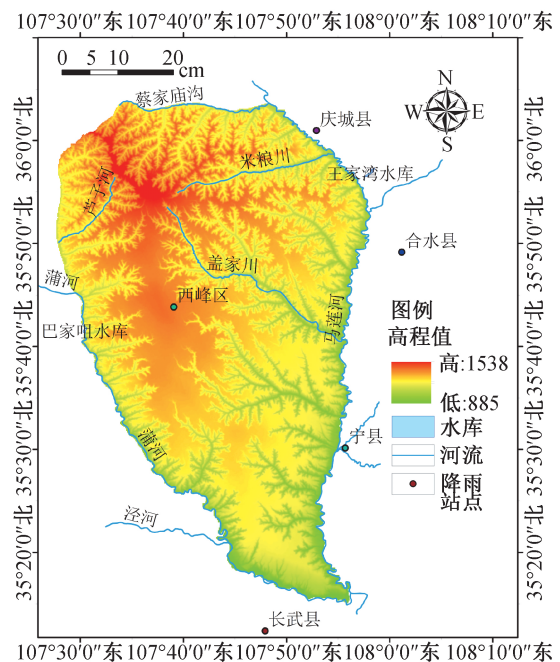 107°30′0″东 107°40′0″东 107°50′0″东 108°0′0″东 108°10′0″东
0 5 10 20
cm
N
W E
S
蔡家庙沟
庆城县
米粮川
王家湾水库
芦子河
合水县
盖家川
蒲河
西峰区
马连河
巴家咀水库
图例
高程值
高:1538
低:885
水库
河流
降雨
站点
宁县
蒲河
泾河
长武县
36°0′0″北
35°50′0″北
35°40′0″北
35°30′0″北
35°20′0″北
36°0′0″北
35°50′0″北
35°40′0″北
35°30′0″北
35°20′0″北
107°30′0″东 107°40′0″东 107°50′0″东 108°0′0″东 108°10′0″东